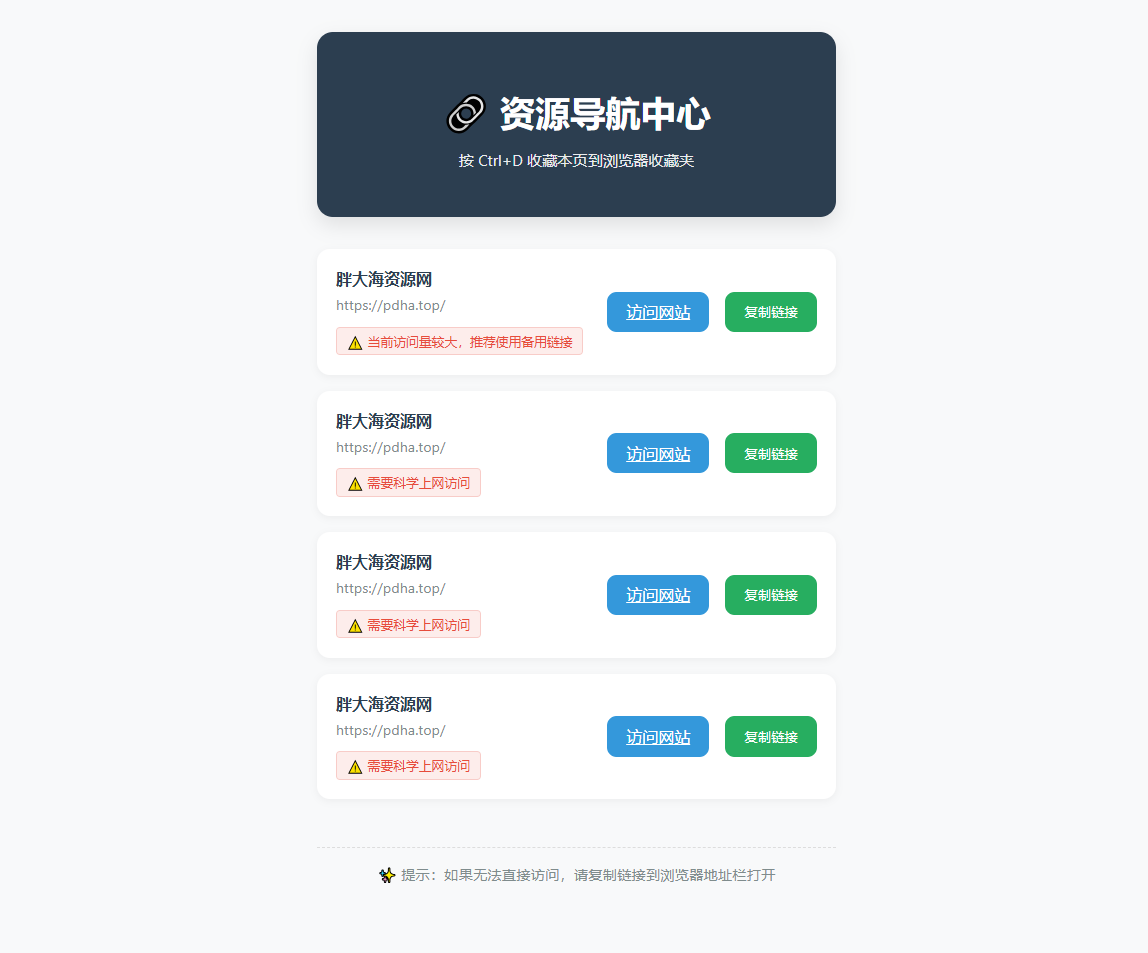 🔗 资源导航中心
按 Ctrl+D 收藏本页到浏览器收藏夹
胖大海资源网
https://pdha.top/
⚠️ 当前访问量较大，推荐使用备用链接
访问网站
复制链接
胖大海资源网
https://pdha.top/
⚠️ 需要科学上网访问
访问网站
复制链接
胖大海资源网
https://pdha.top/
⚠️ 需要科学上网访问
访问网站
复制链接
胖大海资源网
https://pdha.top/
⚠️ 需要科学上网访问
访问网站
复制链接
✨ 提示：如果无法直接访问，请复制链接到浏览器地址栏打开